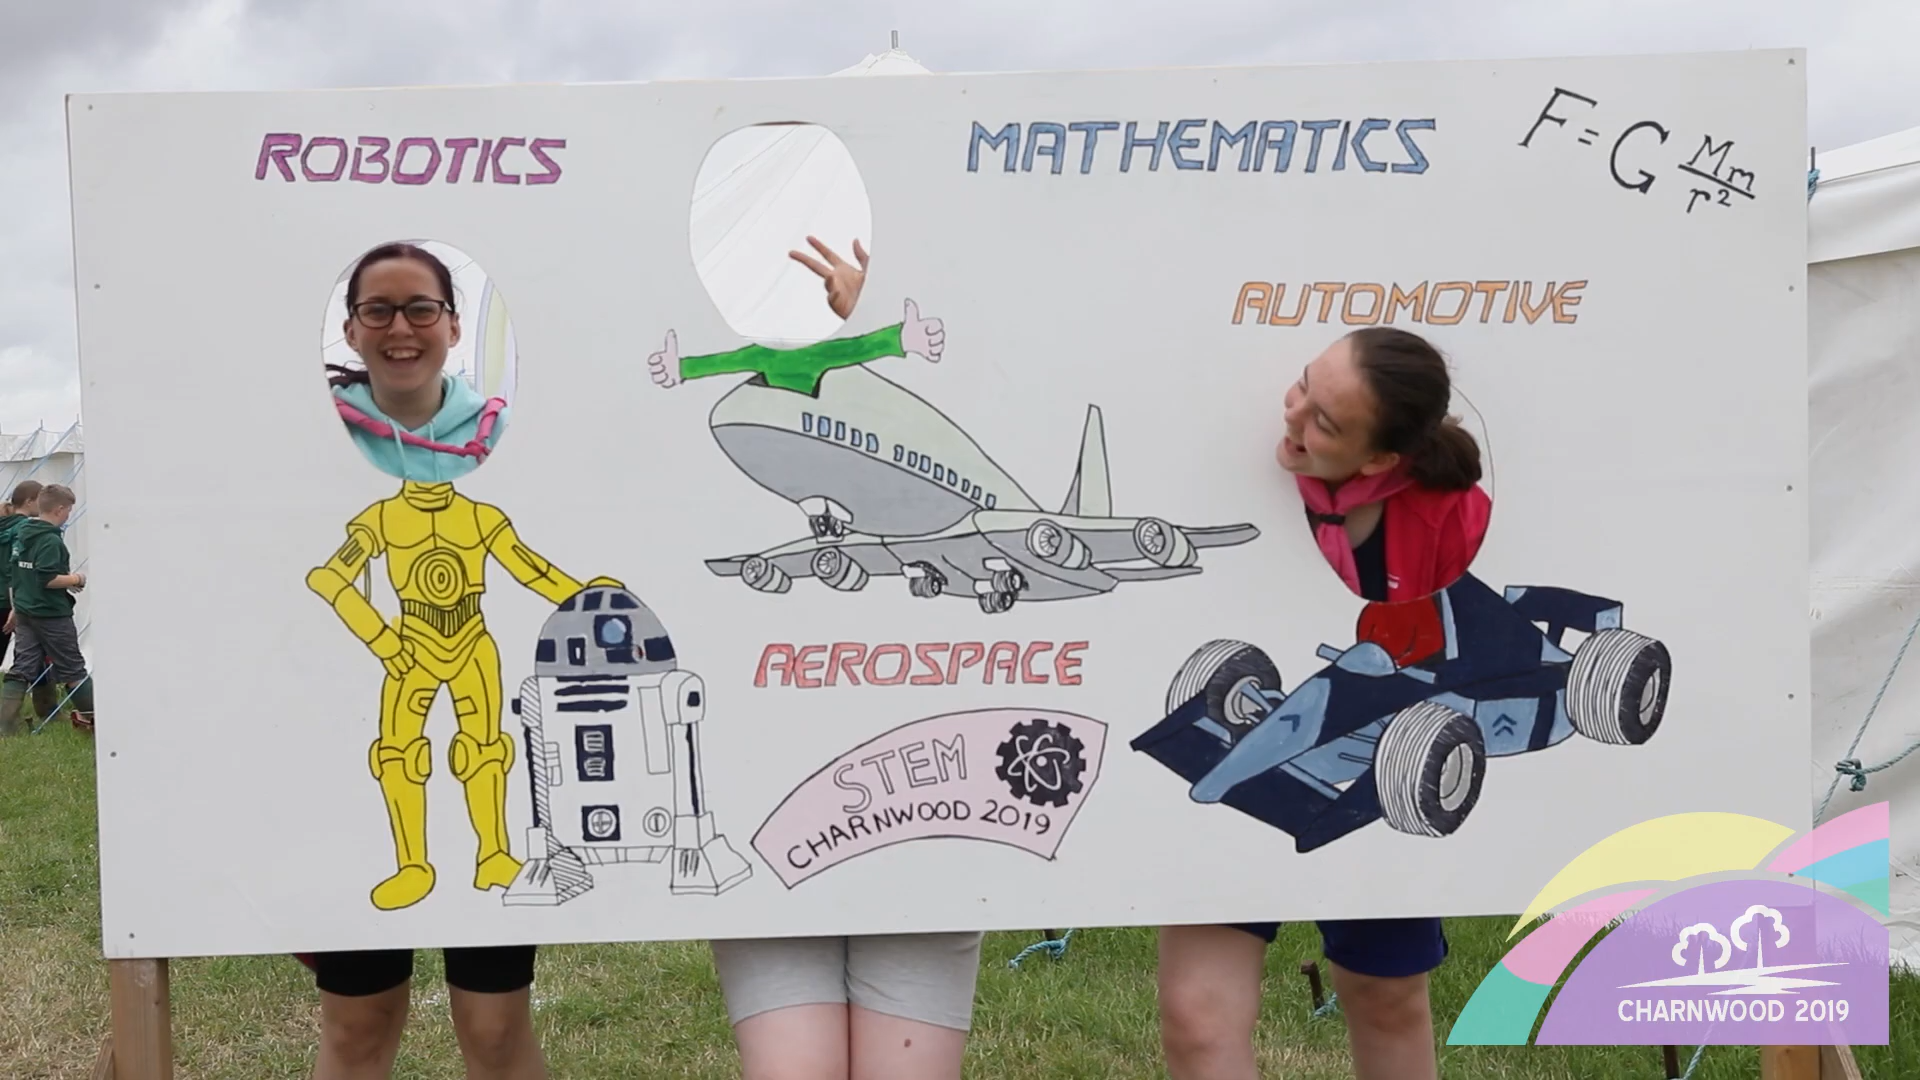 ROBOTICS
MATHEMATICS
F = G Mm/r²
AUTOMOTIVE
AEROSPACE
STEM
CHARNWOOD 2019
CHARNWOOD 2019